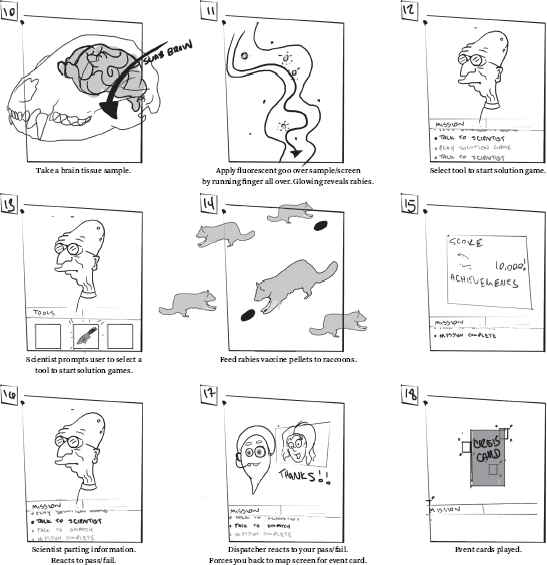 10
SWAB BRAIN
Take a brain tissue sample.
11
Apply fluorescent goo over sample/screen
by running finger all over. Glowing reveals rabies.
12
MISSION
• PLAY SOLUTION GAME
• TALK TO SCIENTIST
• PLAY SOLUTION GAME
• TALK TO SCIENTIST
Select tool to start solution game.
13
TOOLS
Scientist prompts user to select a
tool to start solution games.
14
Feed rabies vaccine pellets to raccoons.
15
SCORE
10,000!
ACHIEVEMENTS
MISSION
• MISSION COMPLETE
16
MISSION
• TALK TO SCIENTIST
• TALK TO DISPATCH
• MISSION COMPLETE
Scientist parting information.
Reacts to pass/fail.
17
THANKS!!
MISSION
• TALK TO DISPATCH
• MISSION COMPLETE
Dispatcher reacts to your pass/fail.
Forces you back to map screen for event card.
18
CARD
MISSION
Event cards played.